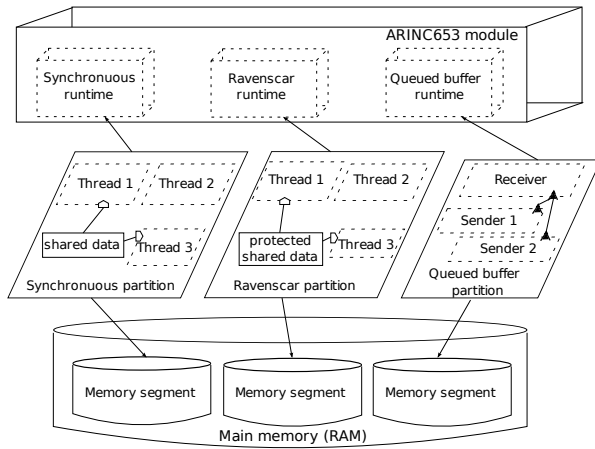 ARINC653 module
Synchronuous
runtime
Ravenscar
runtime
Queued buffer
runtime
Thread 1
Thread 2
shared data
Thread 3
Synchronuous partition
Thread 1
Thread 2
protected
shared data
Thread 3
Ravenscar partition
Receiver
Sender 1
Sender 2
Queued buffer
partition
Memory segment
Memory segment
Memory segment
Main memory (RAM)